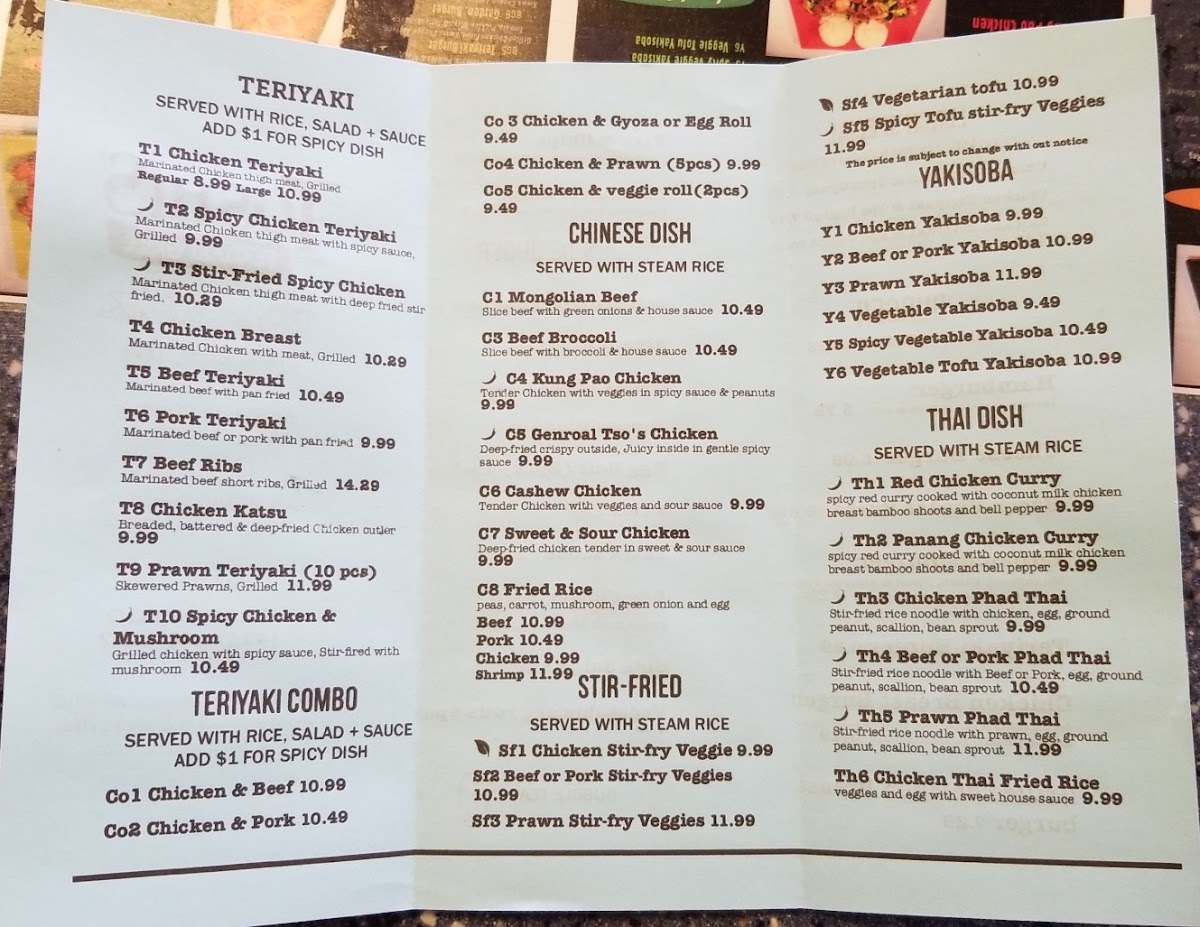 TERIYAKI
SERVED WITH RICE, SALAD + SAUCE
ADD $1 FOR SPICY DISH
T1 Chicken Teriyaki
Marinated Chicken thigh meat, Grilled
Regular 8.99 Large 10.99
T2 Spicy Chicken Teriyaki
Marinated Chicken thigh meat with spicy sauce,
Grilled 9.99
T3 Stir-Fried Spicy Chicken
Marinated Chicken thigh meat with deep fried stir
fried, 10.29
T4 Chicken Breast
Marinated Chicken with meat, Grilled 10.29
T5 Beef Teriyaki
Marinated beef with pan fried 10.49
T6 Pork Teriyaki
Marinated beef or pork with pan fried 9.99
T7 Beef Ribs
Marinated beef short ribs, Grilled 14.29
T8 Chicken Katsu
Breaded, battered & deep-fried Chicken cutler
9.99
T9 Prawn Teriyaki (10 pcs)
Skewered Prawns, Grilled 11.99
T10 Spicy Chicken &
Mushroom
Grilled chicken with spicy sauce, Stir-fired with
mushroom 10.49
TERIYAKI COMBO
SERVED WITH RICE, SALAD + SAUCE
ADD $1 FOR SPICY DISH
Co1 Chicken & Beef 10.99
Co2 Chicken & Pork 10.49
Co 3 Chicken & Gyoza or Egg Roll
9.49
Co4 Chicken & Prawn (5pcs) 9.99
Co5 Chicken & veggie roll(2pcs)
9.49
CHINESE DISH
SERVED WITH STEAM RICE
C1 Mongolian Beef
Slice beef with green onions & house sauce 10.49
C3 Beef Broccoli
Slice beef with broccoli & house sauce 10.49
C4 Kung Pao Chicken
Tender Chicken with veggies in spicy sauce & peanuts
9.99
C5 Genroal Tso's Chicken
Deep-fried crispy outside, Juicy inside in gentle spicy
sauce 9.99
C6 Cashew Chicken
Tender Chicken with veggies and sour sauce 9.99
C7 Sweet & Sour Chicken
Deep-fried chicken tender in sweet & sour sauce
9.99
C8 Fried Rice
peas, carrot, mushroom, green onion and egg
Beef 10.99
Pork 10.49
Chicken 9.99
Shrimp 11.99
STIR-FRIED
SERVED WITH STEAM RICE
Sf1 Chicken Stir-fry Veggie 9.99
Sf2 Beef or Pork Stir-fry Veggies
10.99
Sf3 Prawn Stir-fry Veggies 11.99
Sf4 Vegetarian tofu 10.99
Sf5 Spicy Tofu stir-fry Veggies
11.99
The price is subject to change with out notice
YAKISOBA
Y1 Chicken Yakisoba 9.99
Y2 Beef or Pork Yakisoba 10.99
Y3 Prawn Yakisoba 11.99
Y4 Vegetable Yakisoba 9.49
Y5 Spicy Vegetable Yakisoba 10.49
Y6 Vegetable Tofu Yakisoba 10.99
THAI DISH
SERVED WITH STEAM RICE
Th1 Red Chicken Curry
spicy red curry cooked with coconut milk chicken
breast bamboo shoots and bell pepper 9.99
Th2 Panang Chicken Curry
spicy red curry cooked with coconut milk chicken
breast bamboo shoots and bell pepper 9.99
Th3 Chicken Phad Thai
Stir-fried rice noodle with chicken, egg, ground
peanut, scallion, bean sprout 9.99
Th4 Beef or Pork Phad Thai
Stir-fried rice noodle with Beef or Pork, egg, ground
peanut, scallion, bean sprout 10.49
Th5 Prawn Phad Thai
Stir-fried rice noodle with prawn, egg, ground
peanut, scallion, bean sprout 11.99
Th6 Chicken Thai Fried Rice
veggies and egg with sweet house sauce 9.99
BG6 Garden Burger
BG5 Teriyaki Burger
Y6 Veggie Tofu Yakisoba
Spicy Veggie Yakisoba
Pao Chicken